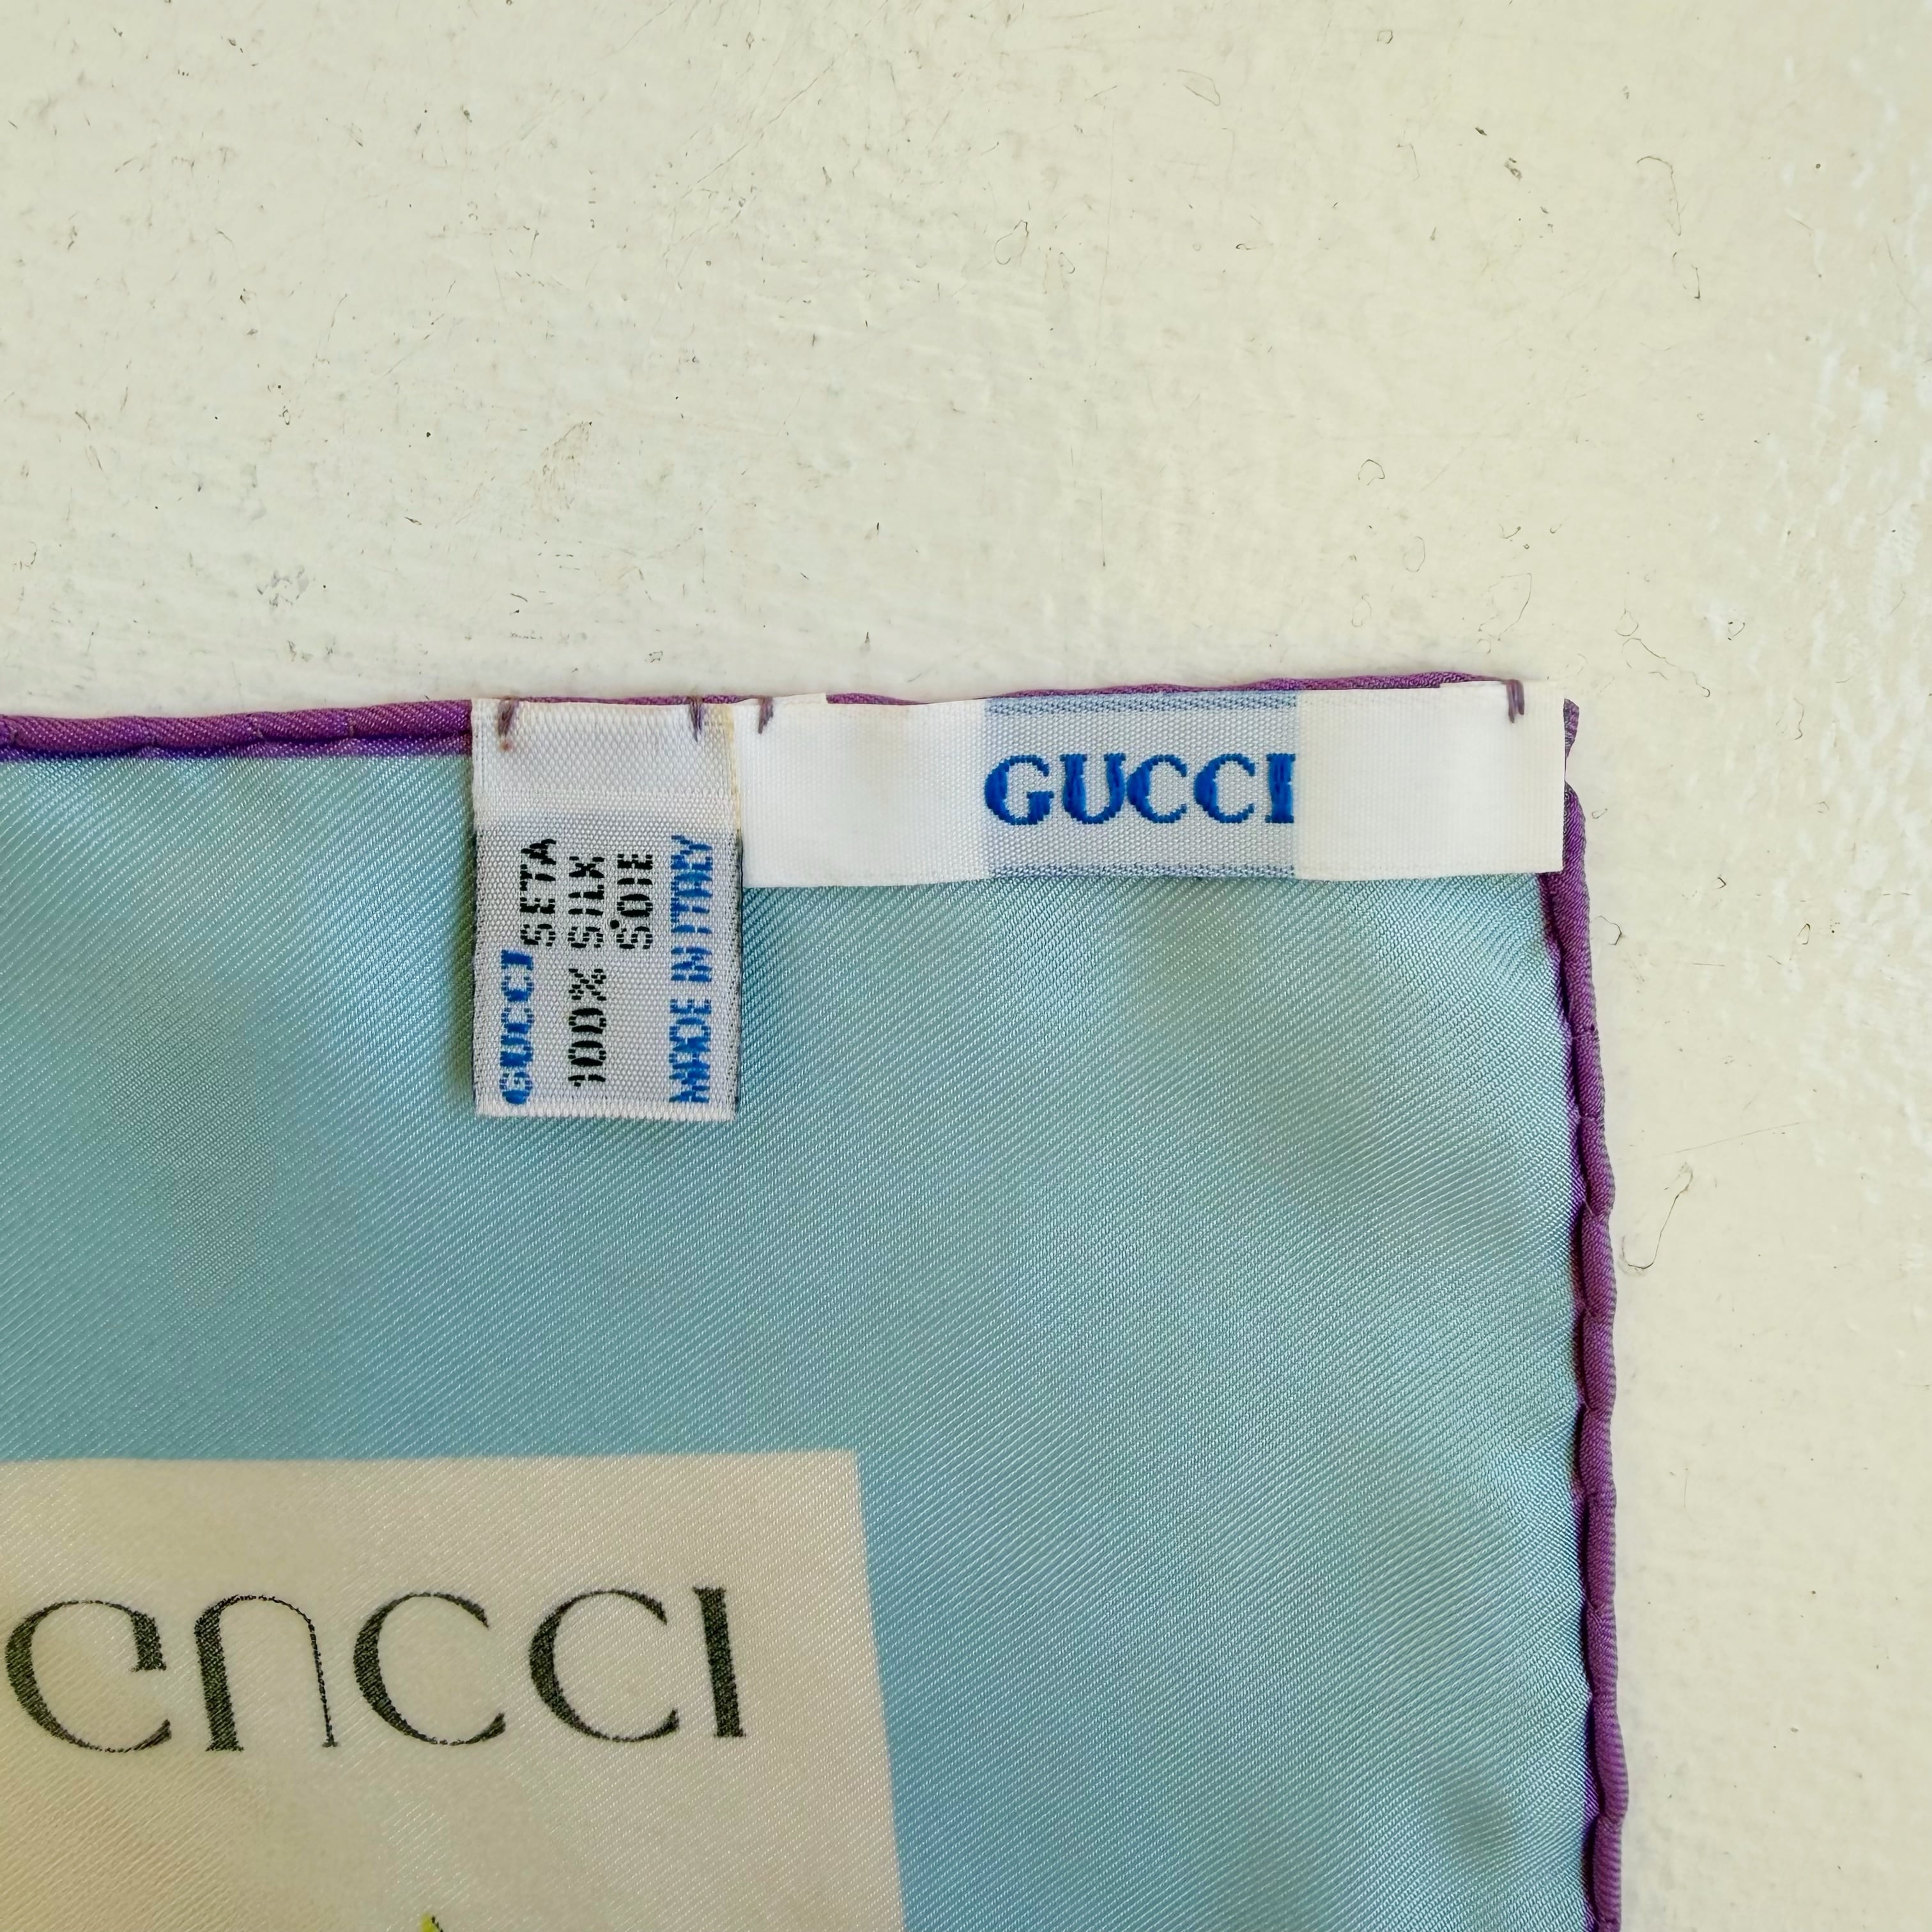 GUCCI
GUCCI
SETA
100% SILK
SOIE
MADE IN ITALY
GUCCI